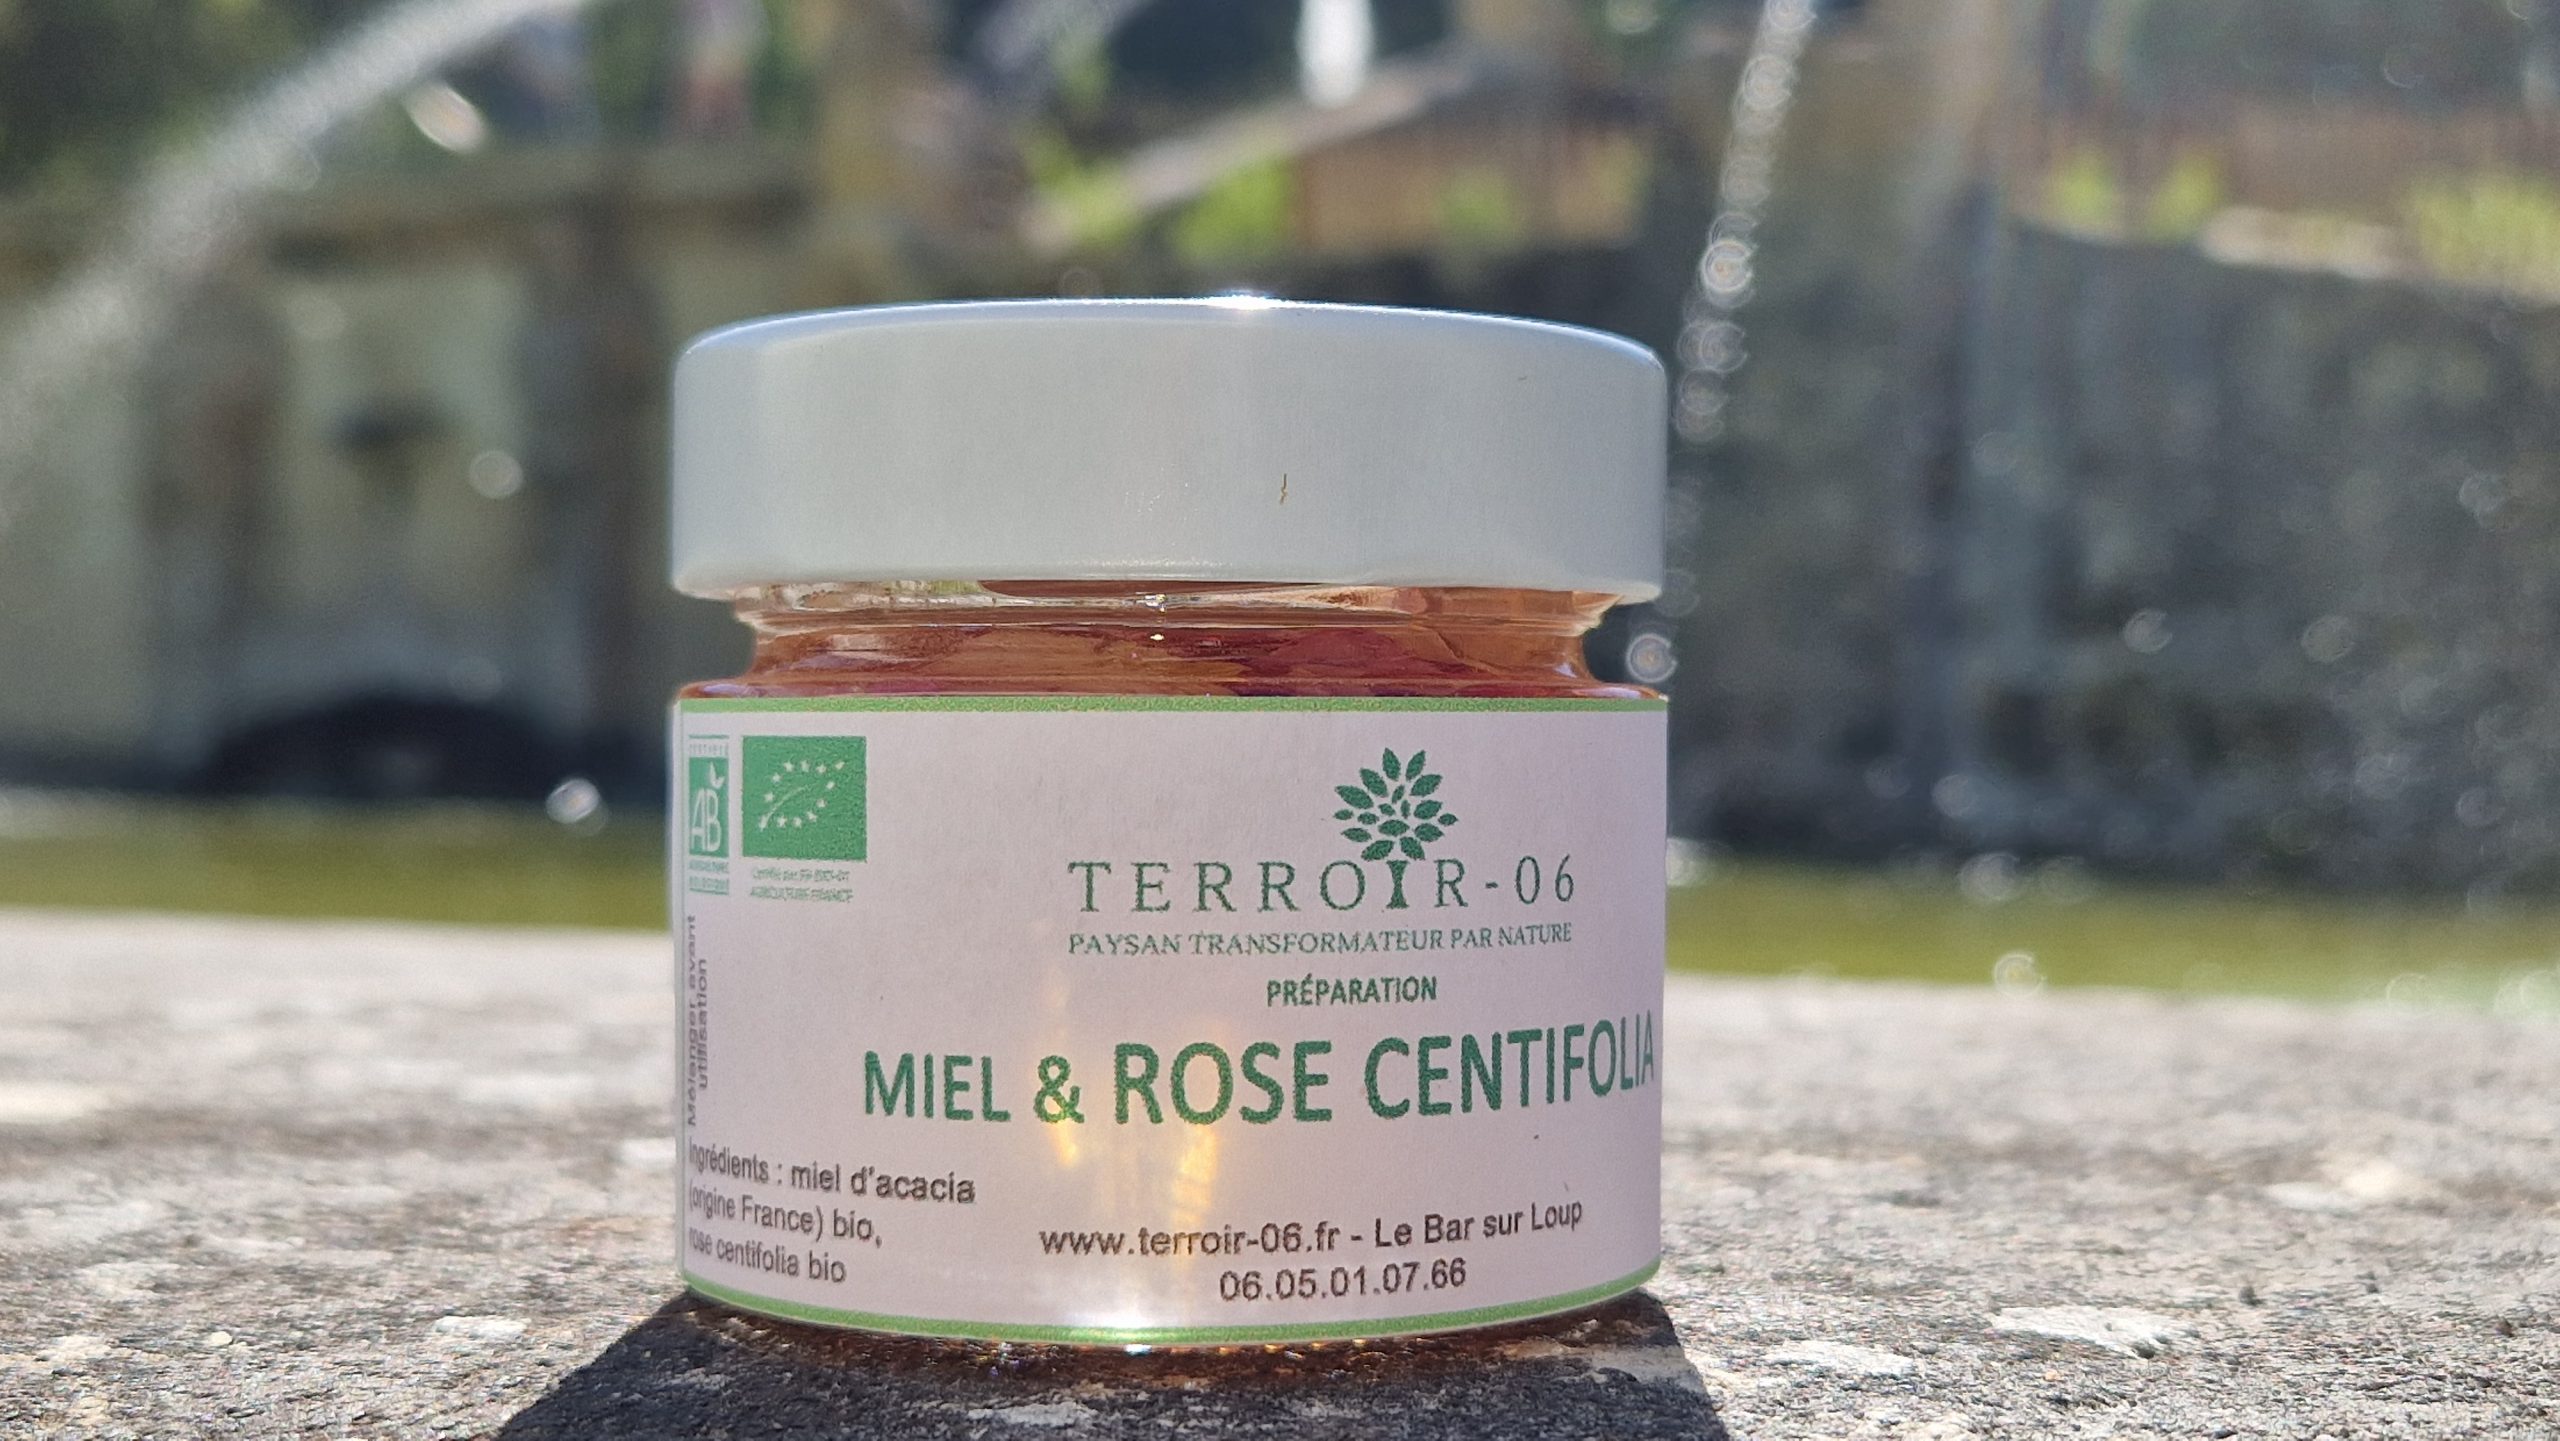 AB
TERROIR-06
PAYSAN TRANSFORMATEUR PAR NATURE
PRÉPARATION
MIEL & ROSE CENTIFOLIA
Mélanger avant
utilisation
Ingrédients : miel d'acacia
(origine France) bio,
rose centifolia bio
www.terroir-06.fr - Le Bar sur Loup
06.05.01.07.66